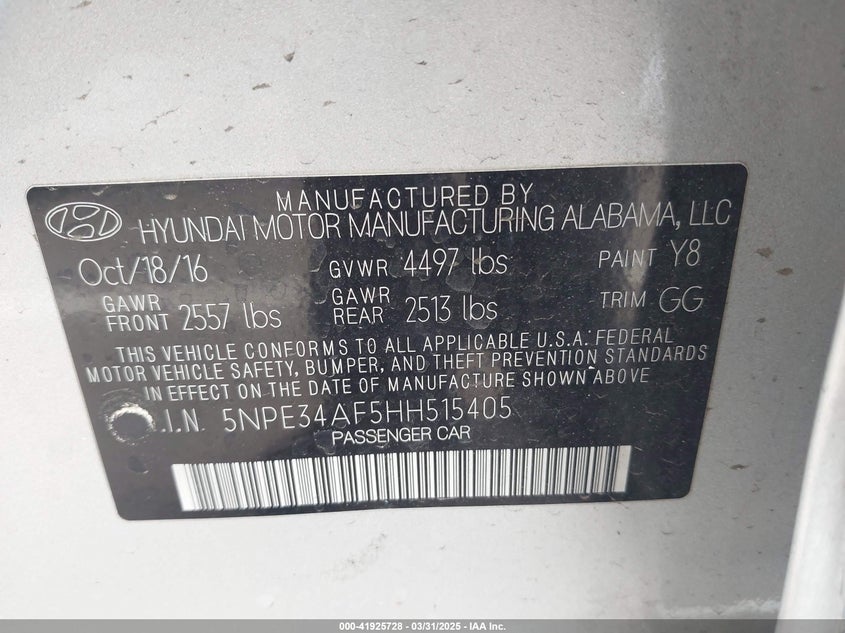 MANUFACTURED BY
HYUNDAI MOTOR MANUFACTURING ALABAMA, LLC
Oct/18/16 GVWR 4497 lbs PAINT Y8
GAWR FRONT 2557 lbs GAWR REAR 2513 lbs TRIM GG
THIS VEHICLE CONFORMS TO ALL APPLICABLE U.S.A. FEDERAL
MOTOR VEHICLE SAFETY, BUMPER, AND THEFT PREVENTION STANDARDS
IN EFFECT ON THE DATE OF MANUFACTURE SHOWN ABOVE
.I.N. 5NPE34AF5HH515405
PASSENGER CAR
000-41925728 - 03/31/2025 - IAA Inc.